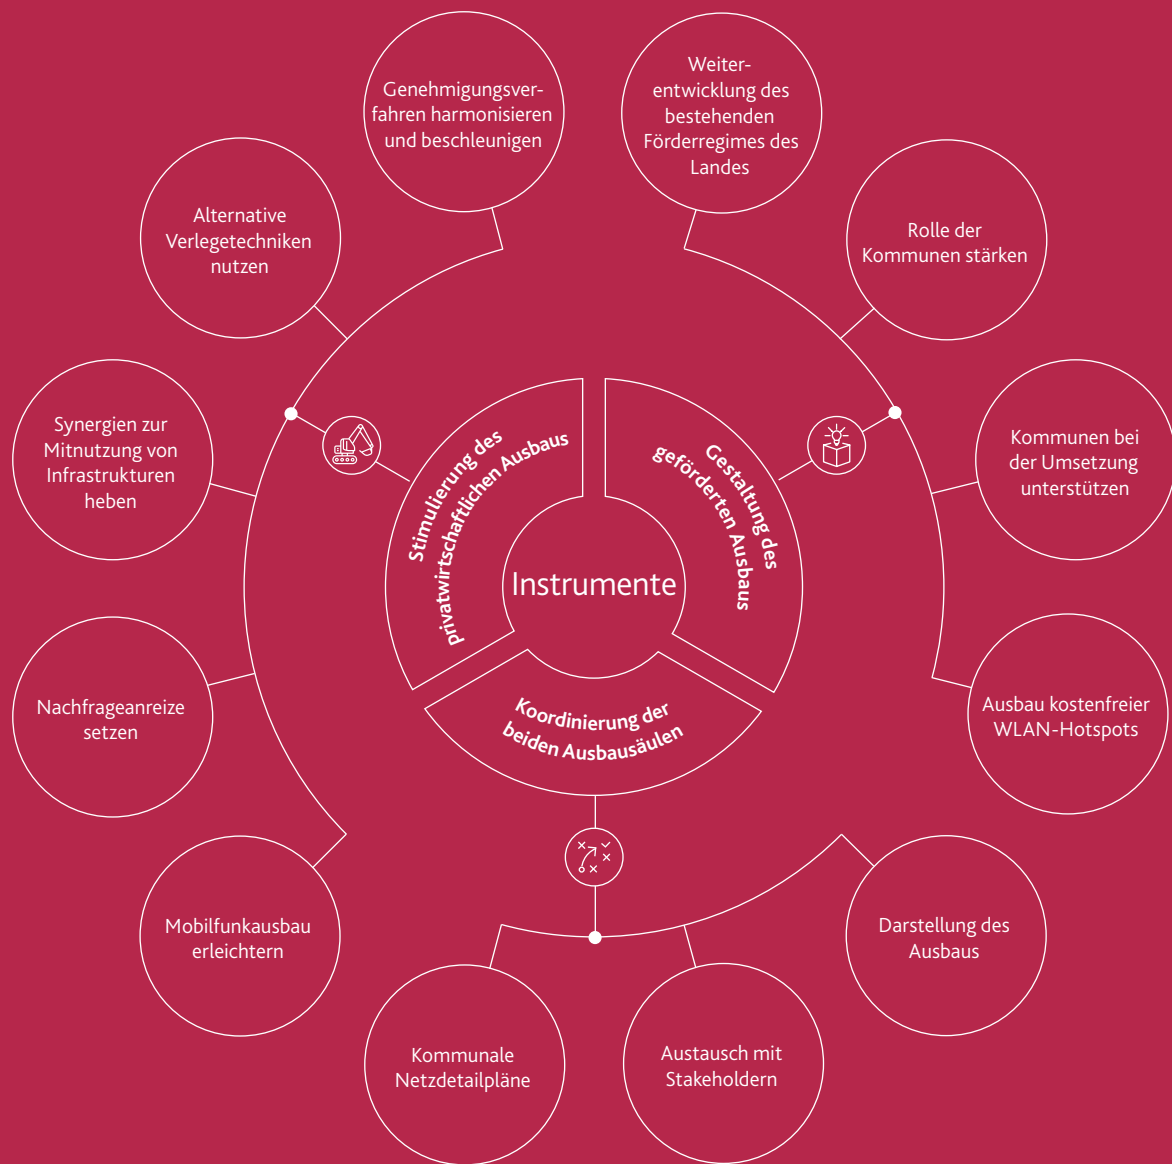 Genehmigungsver-
fahren harmonisieren
und beschleunigen
Weiter-
entwicklung des
bestehenden
Förderregimes des
Landes
Alternative
Verlegetechniken
nutzen
Rolle der
Kommunen stärken
Synergien zur
Mitnutzung von
Infrastrukturen
heben
Kommunen bei
der Umsetzung
unterstützen
Stimulierung des
privatwirtschaftlichen Ausbaus
Gestaltung des
geförderten Ausbaus
Instrumente
Koordinierung der
beiden Ausbausäulen
Nachfrageanreize
setzen
Ausbau kostenfreier
WLAN-Hotspots
Mobilfunkausbau
erleichtern
Darstellung des
Ausbaus
Kommunale
Netzdetailpläne
Austausch mit
Stakeholdern